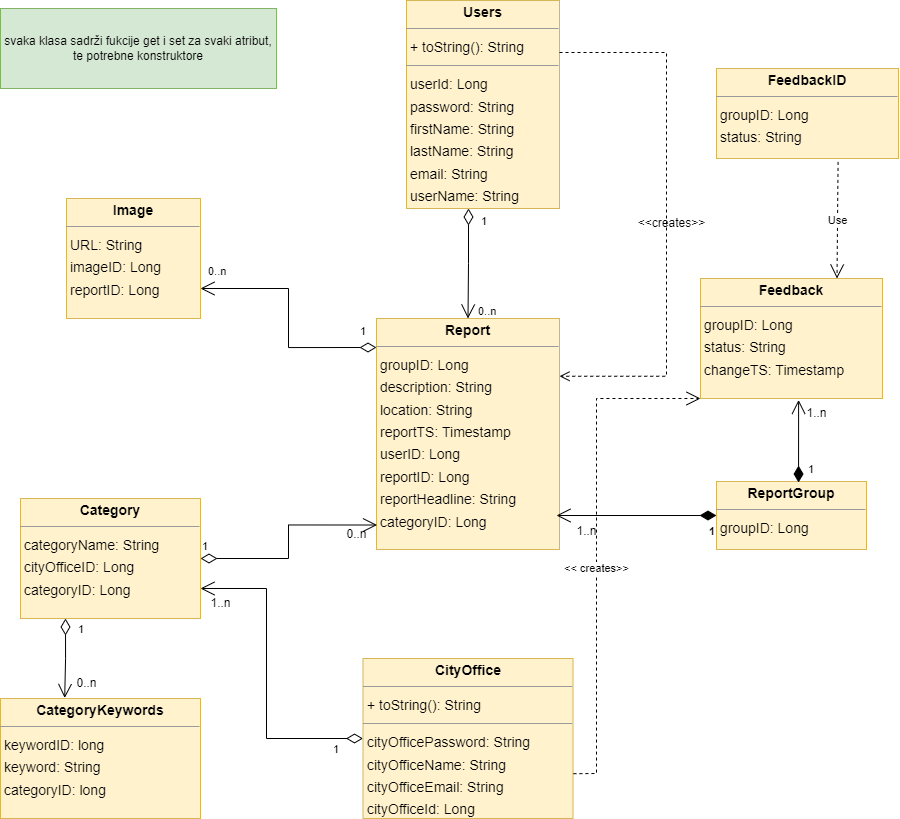 svaka klasa sadrži fukcije get i set za svaki atribut,
te potrebne konstruktore
Users
+ toString(): String
userId: Long
password: String
firstName: String
lastName: String
email: String
userName: String
1
0..n
<<creates>>
FeedbackID
groupID: Long
status: String
Use
Image
URL: String
imageID: Long
reportID: Long
0..n
1
Report
groupID: Long
description: String
location: String
reportTS: Timestamp
userID: Long
reportID: Long
reportHeadline: String
categoryID: Long
Feedback
groupID: Long
status: String
changeTS: Timestamp
1..n
1
ReportGroup
groupID: Long
1
1..n
<< creates>>
Category
categoryName: String
cityOfficeID: Long
categoryID: Long
1
0..n
1..n
1
0..n
CategoryKeywords
keywordID: long
keyword: String
categoryID: long
1
CityOffice
+ toString(): String
cityOfficePassword: String
cityOfficeName: String
cityOfficeEmail: String
cityOfficeId: Long